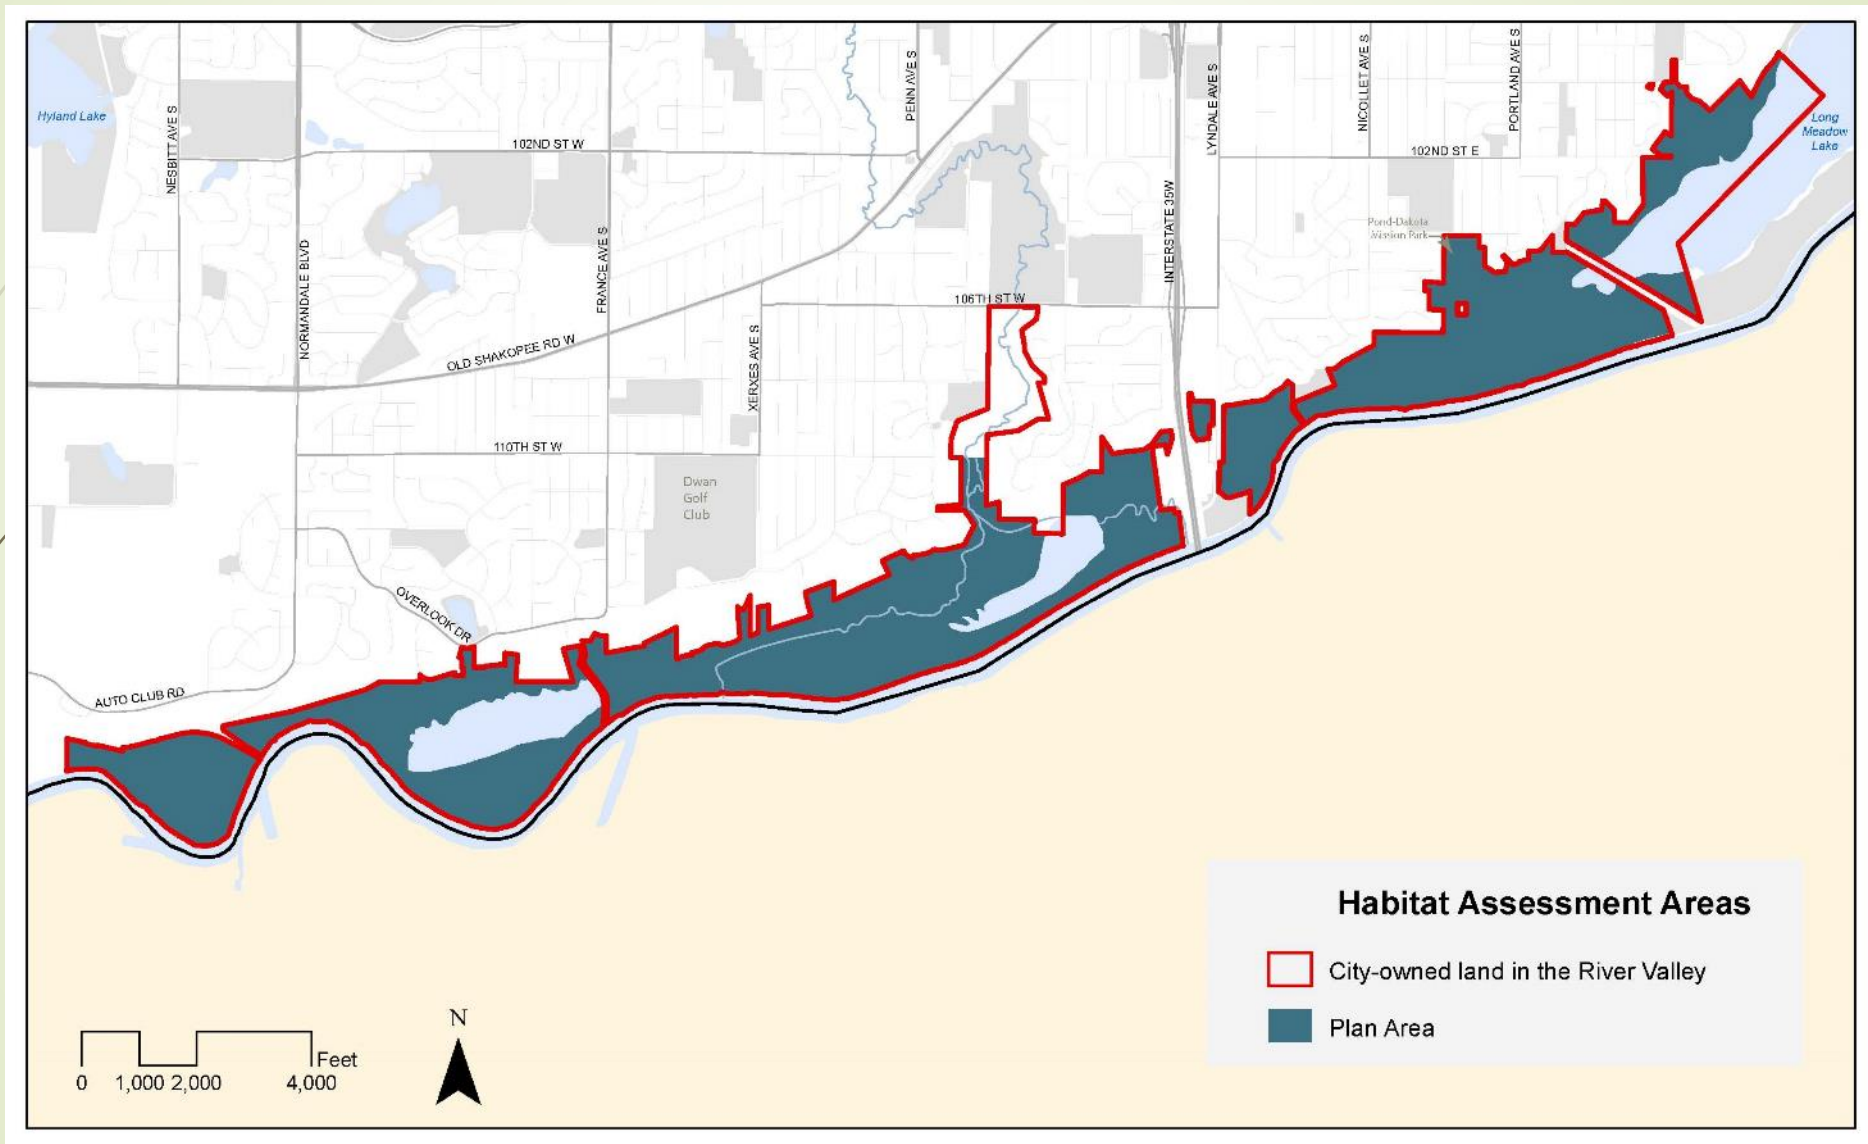 Hyland Lake
NESBITT AVE S
NORMANDALE BLVD
102ND ST W
FRANCE AVE S
PENN AVE S
OLD SHAKOPEE RD W
XERXES AVE S
106TH ST W
110TH ST W
INTERSTATE 35W
LYNDALE AVE S
NICOLLET AVE S
PORTLAND AVE S
102ND ST E
Long
Meadow
Lake
Pond-Dakota
Mission Park
Dwan
Golf
Club
OVERLOOK DR
AUTO CLUB RD
Habitat Assessment Areas
City-owned land in the River Valley
Plan Area
N
Feet
0 1,000 2,000 4,000